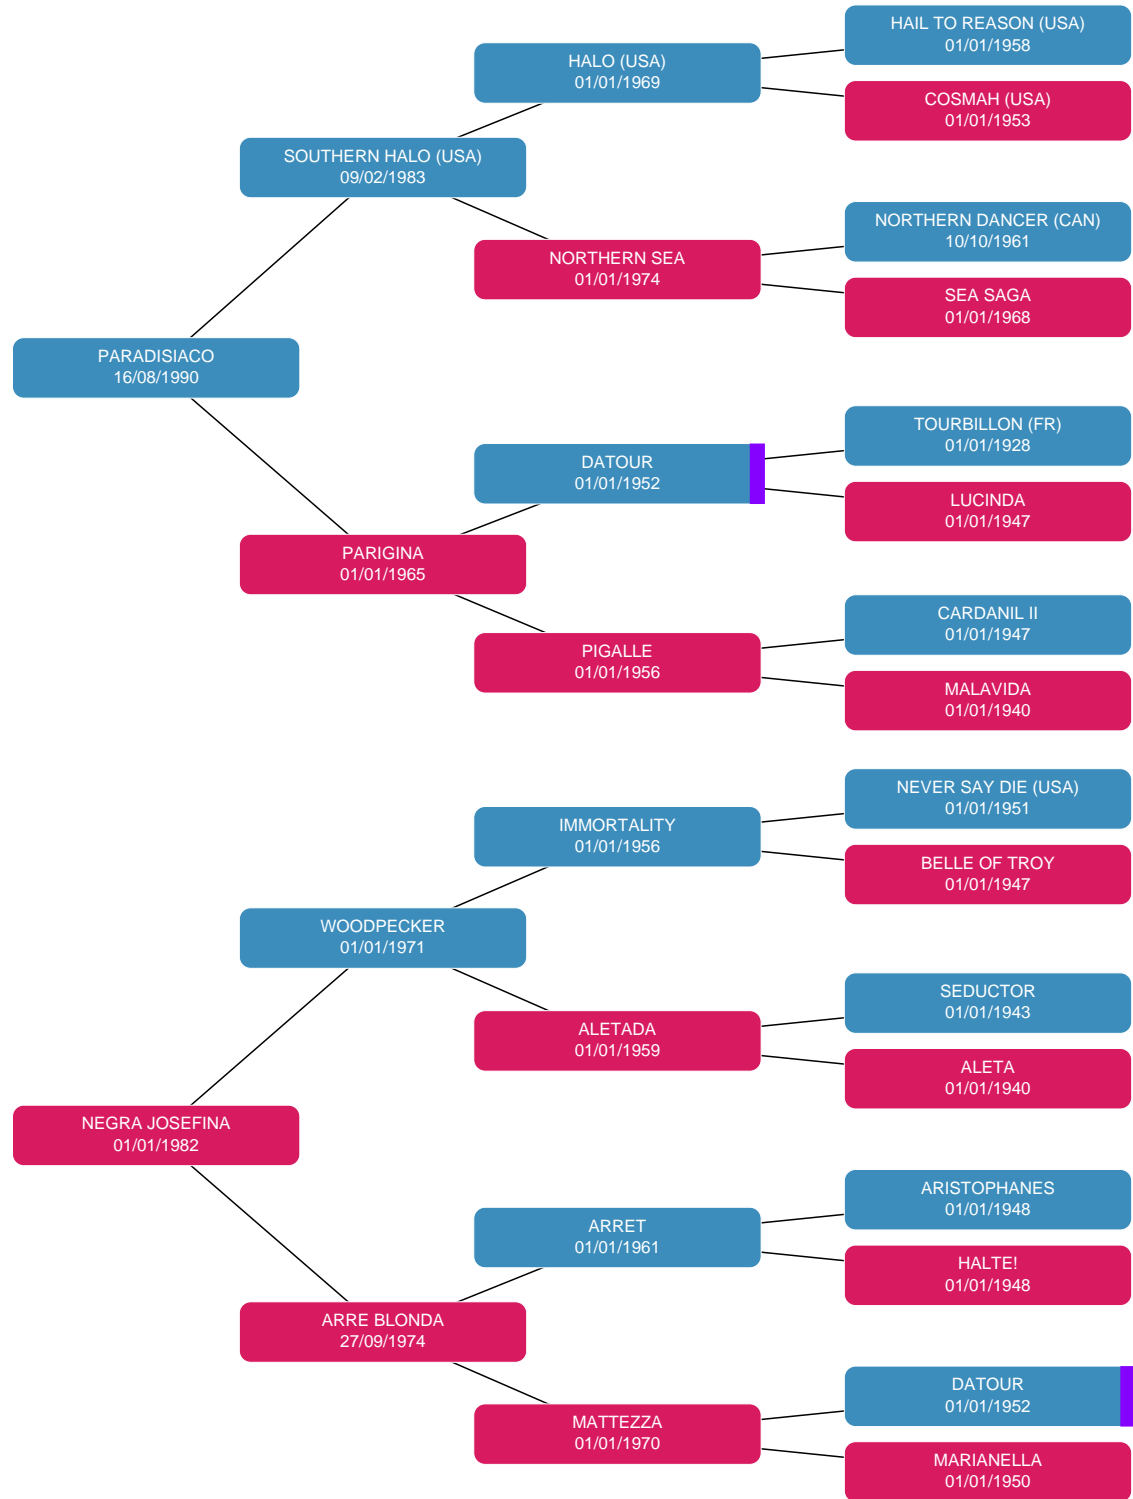 HAIL TO REASON (USA)
01/01/1958
HALO (USA)
01/01/1969
COSMAH (USA)
01/01/1953
SOUTHERN HALO (USA)
09/02/1983
NORTHERN DANCER (CAN)
10/10/1961
NORTHERN SEA
01/01/1974
SEA SAGA
01/01/1968
PARADISIACO
16/08/1990
TOURBILLON (FR)
01/01/1928
DATOUR
01/01/1952
LUCINDA
01/01/1947
PARIGINA
01/01/1965
CARDANIL II
01/01/1947
PIGALLE
01/01/1956
MALAVIDA
01/01/1940
NEVER SAY DIE (USA)
01/01/1951
IMMORTALITY
01/01/1956
BELLE OF TROY
01/01/1947
WOODPECKER
01/01/1971
SEDUCTOR
01/01/1943
ALETADA
01/01/1959
ALETA
01/01/1940
NEGRA JOSEFINA
01/01/1982
ARISTOPHANES
01/01/1948
ARRET
01/01/1961
HALTE!
01/01/1948
ARRE BLONDA
27/09/1974
DATOUR
01/01/1952
MATTEZZA
01/01/1970
MARIANELLA
01/01/1950